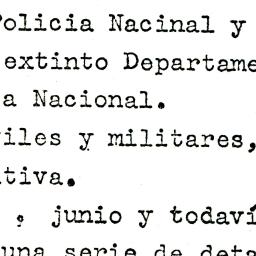 Policia Nacinal y
extinto Departame
a Nacional.
iles y militares,
tiva.
, junio y todaví
una serie de deta